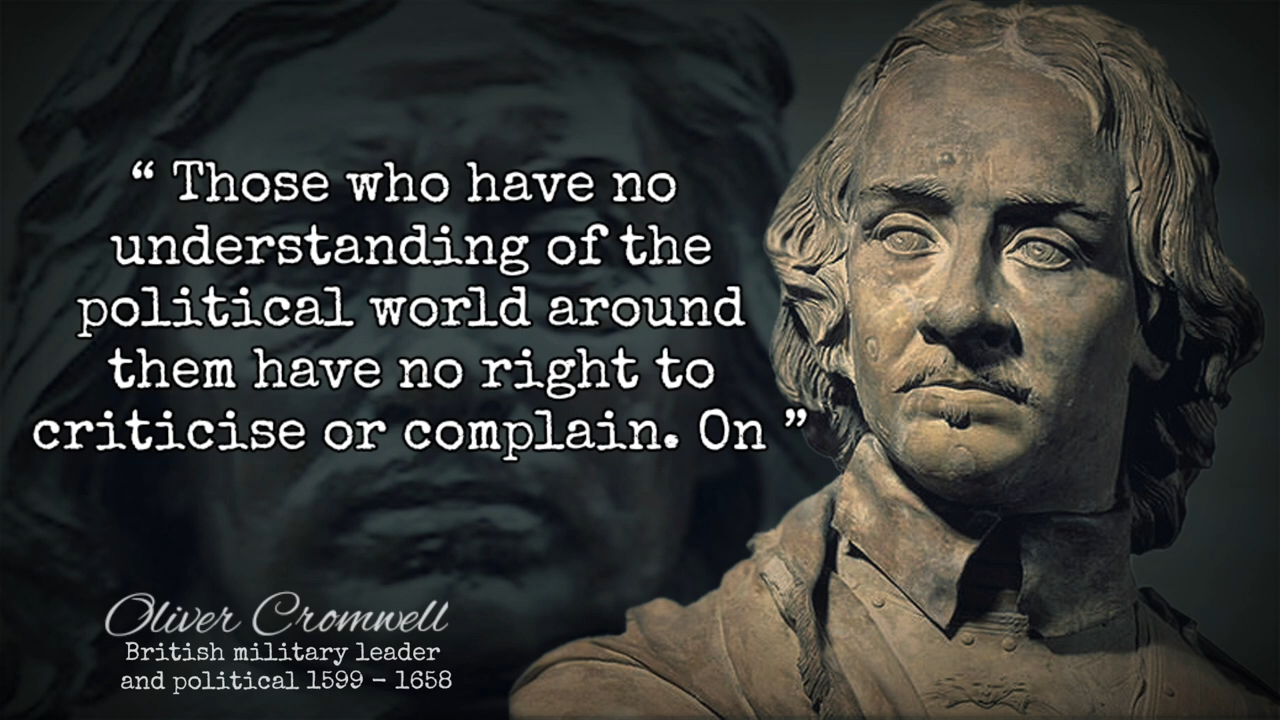 “ Those who have no
understanding of the
political world around
them have no right to
criticise or complain. On ”
Oliver Cromwell
British military leader
and political 1599 - 1658